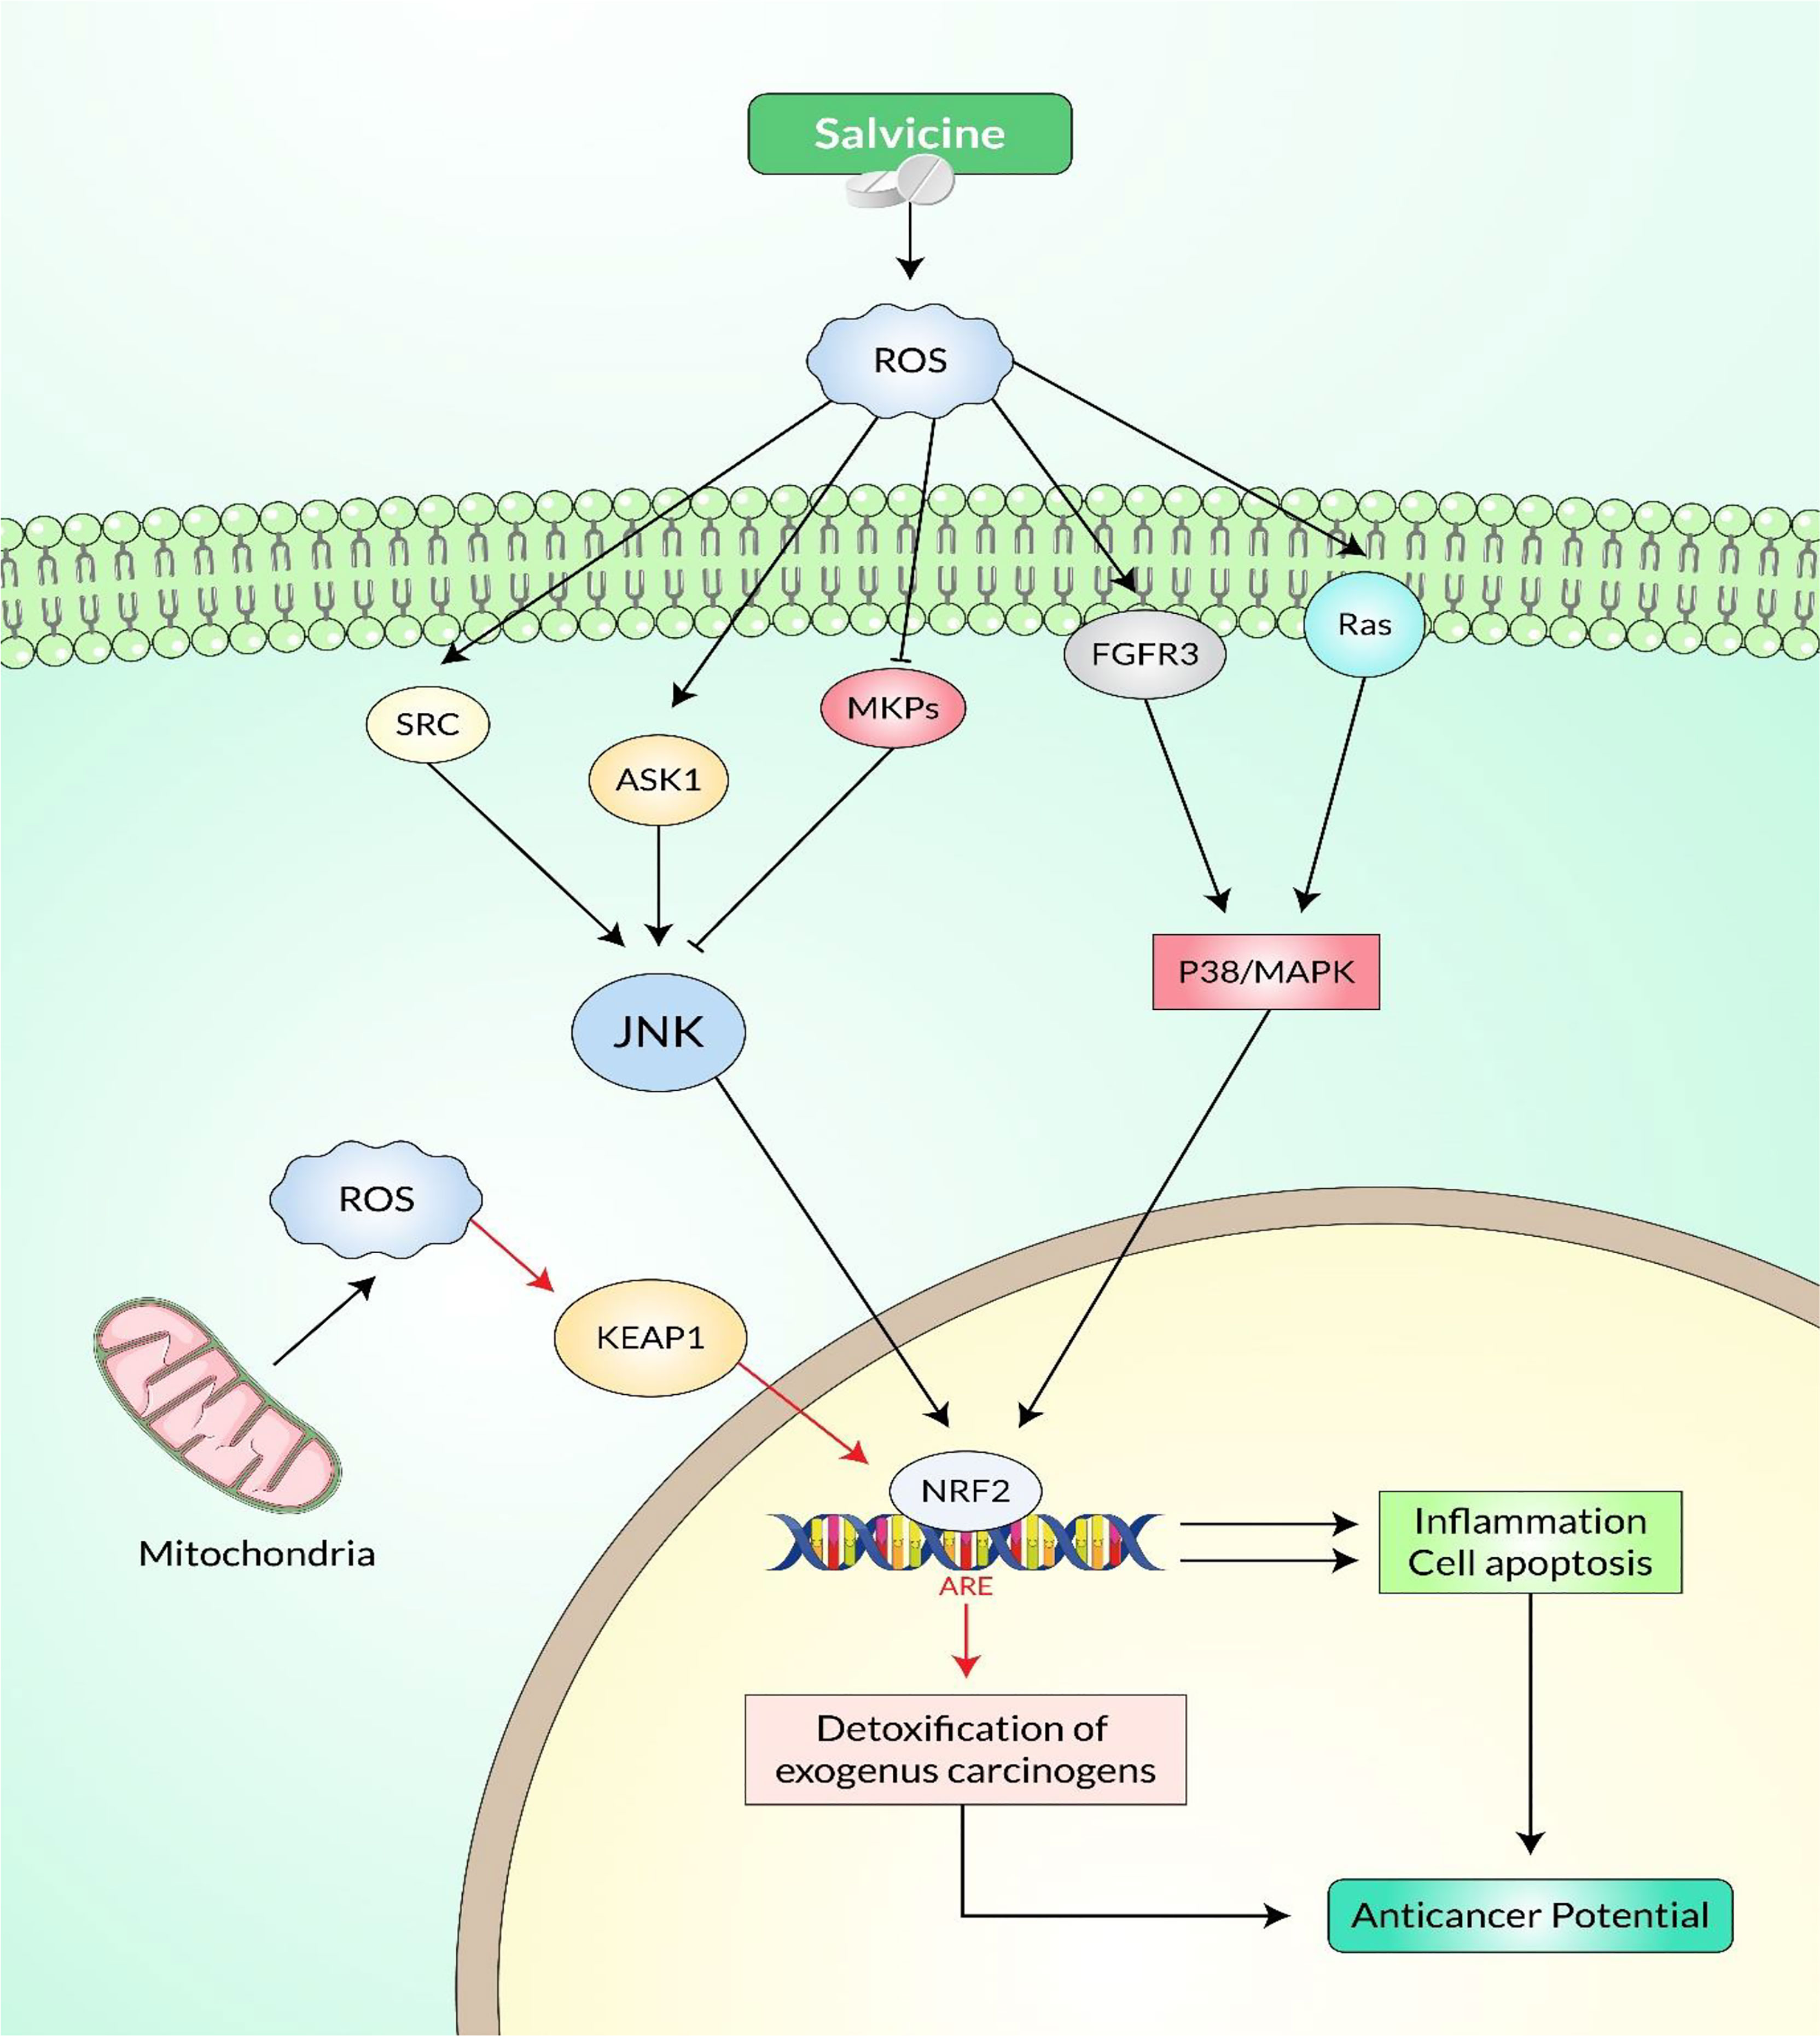 Salvicine
ROS
SRC
ASK1
MKPs
FGFR3
Ras
JNK
P38/MAPK
ROS
KEAP1
Mitochondria
NRF2
ARE
Inflammation
Cell apoptosis
Detoxification of
exogenus carcinogens
Anticancer Potential